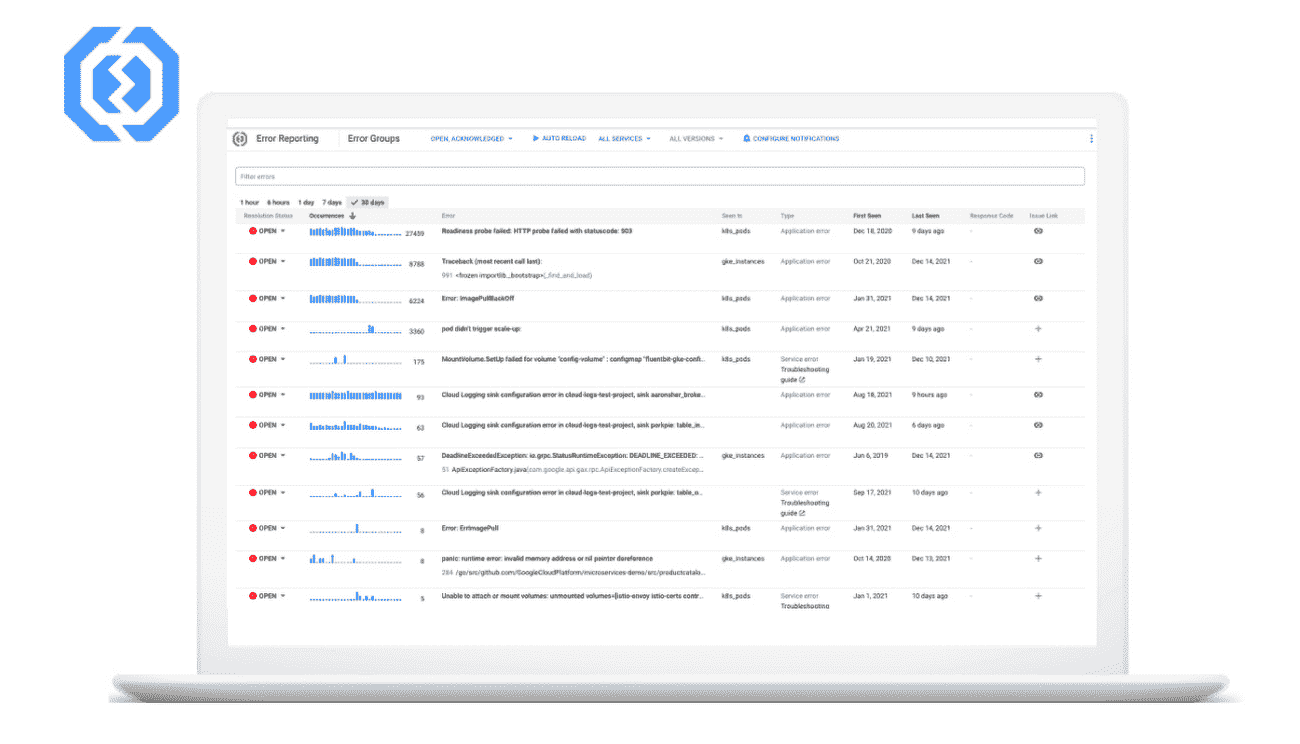 Error Reporting Error Groups OPEN, ACKNOWLEDGED AUTO RELOAD ALL SERVICES ALL VERSIONS CONFIGURE NOTIFICATIONS
Filter errors
1 hour 6 hours 1 day 7 days 30 days
Resolution Status Occurrences Error Seen In Type First Seen Last Seen Response Code Issue Link
OPEN 27459 Readiness probe failed: HTTP probe failed with statuscode: 503 k8s_pods Application error Dec 18, 2020 9 days ago -
OPEN 8788 Traceback (most recent call last): gke_instances Application error Oct 21, 2020 Dec 14, 2021 -
991 <frozen importlib._bootstrap>(_find_and_load)
OPEN 6224 Error: ImagePullBackOff k8s_pods Application error Jan 31, 2021 Dec 14, 2021 -
OPEN 3360 pod didn't trigger scale-up: k8s_pods Application error Apr 21, 2021 9 days ago -
OPEN 175 MountVolume.SetUp failed for volume "config-volume" : configmap "fluentbit-gke-confi... k8s_pods Service error Jan 19, 2021 Dec 10, 2021 -
Troubleshooting
guide
OPEN 93 Cloud Logging sink configuration error in cloud-logs-test-project, sink aaronsher_broke... Application error Aug 18, 2021 9 hours ago -
OPEN 63 Cloud Logging sink configuration error in cloud-logs-test-project, sink porkpie: table_in... Application error Aug 20, 2021 6 days ago -
OPEN 57 DeadlineExceededException: io.grpc.StatusRuntimeException: DEADLINE_EXCEEDED: ... gke_instances Application error Jun 6, 2019 Dec 14, 2021 -
51 ApiExceptionFactory.java(com.google.api.gax.rpc.ApiExceptionFactory.createExcep...
OPEN 56 Cloud Logging sink configuration error in cloud-logs-test-project, sink porkpie: table_o... Service error Sep 17, 2021 10 days ago -
Troubleshooting
guide
OPEN 8 Error: ErrImagePull k8s_pods Application error Jan 31, 2021 Dec 14, 2021 -
OPEN 8 panic: runtime error: invalid memory address or nil pointer dereference gke_instances Application error Oct 14, 2020 Dec 13, 2021 -
284 /go/src/github.com/GoogleCloudPlatform/microservices-demo/src/productcatalo...
OPEN 5 Unable to attach or mount volumes: unmounted volumes=[istio-envoy istio-certs contr... k8s_pods Service error Jan 1, 2021 10 days ago -
Troubleshooting